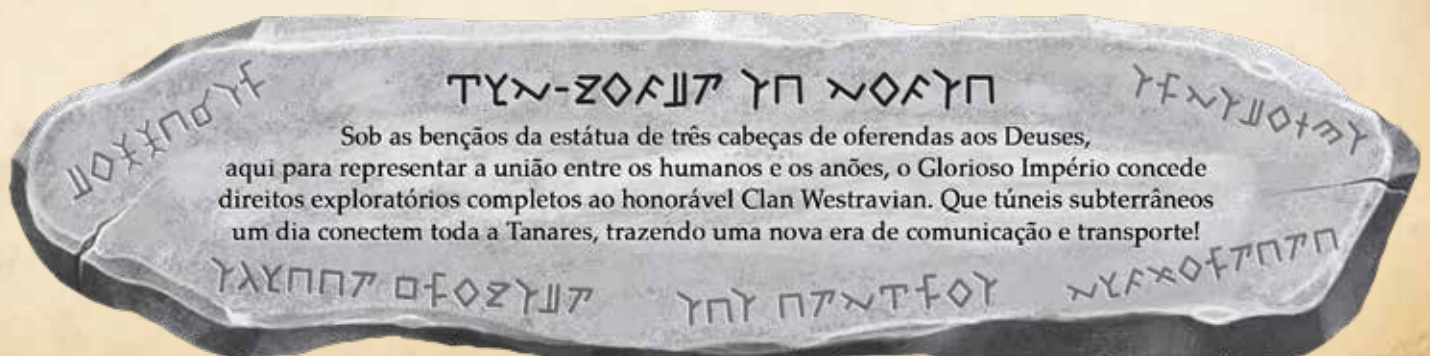 Sob as bençãos da estátua de três cabeças de oferendas aos Deuses,
aqui para representar a união entre os humanos e os anões, o Glorioso Império concede
direitos exploratórios completos ao honorável Clan Westravian. Que túneis subterrâneos
um dia conectem toda a Tanares, trazendo uma nova era de comunicação e transporte!